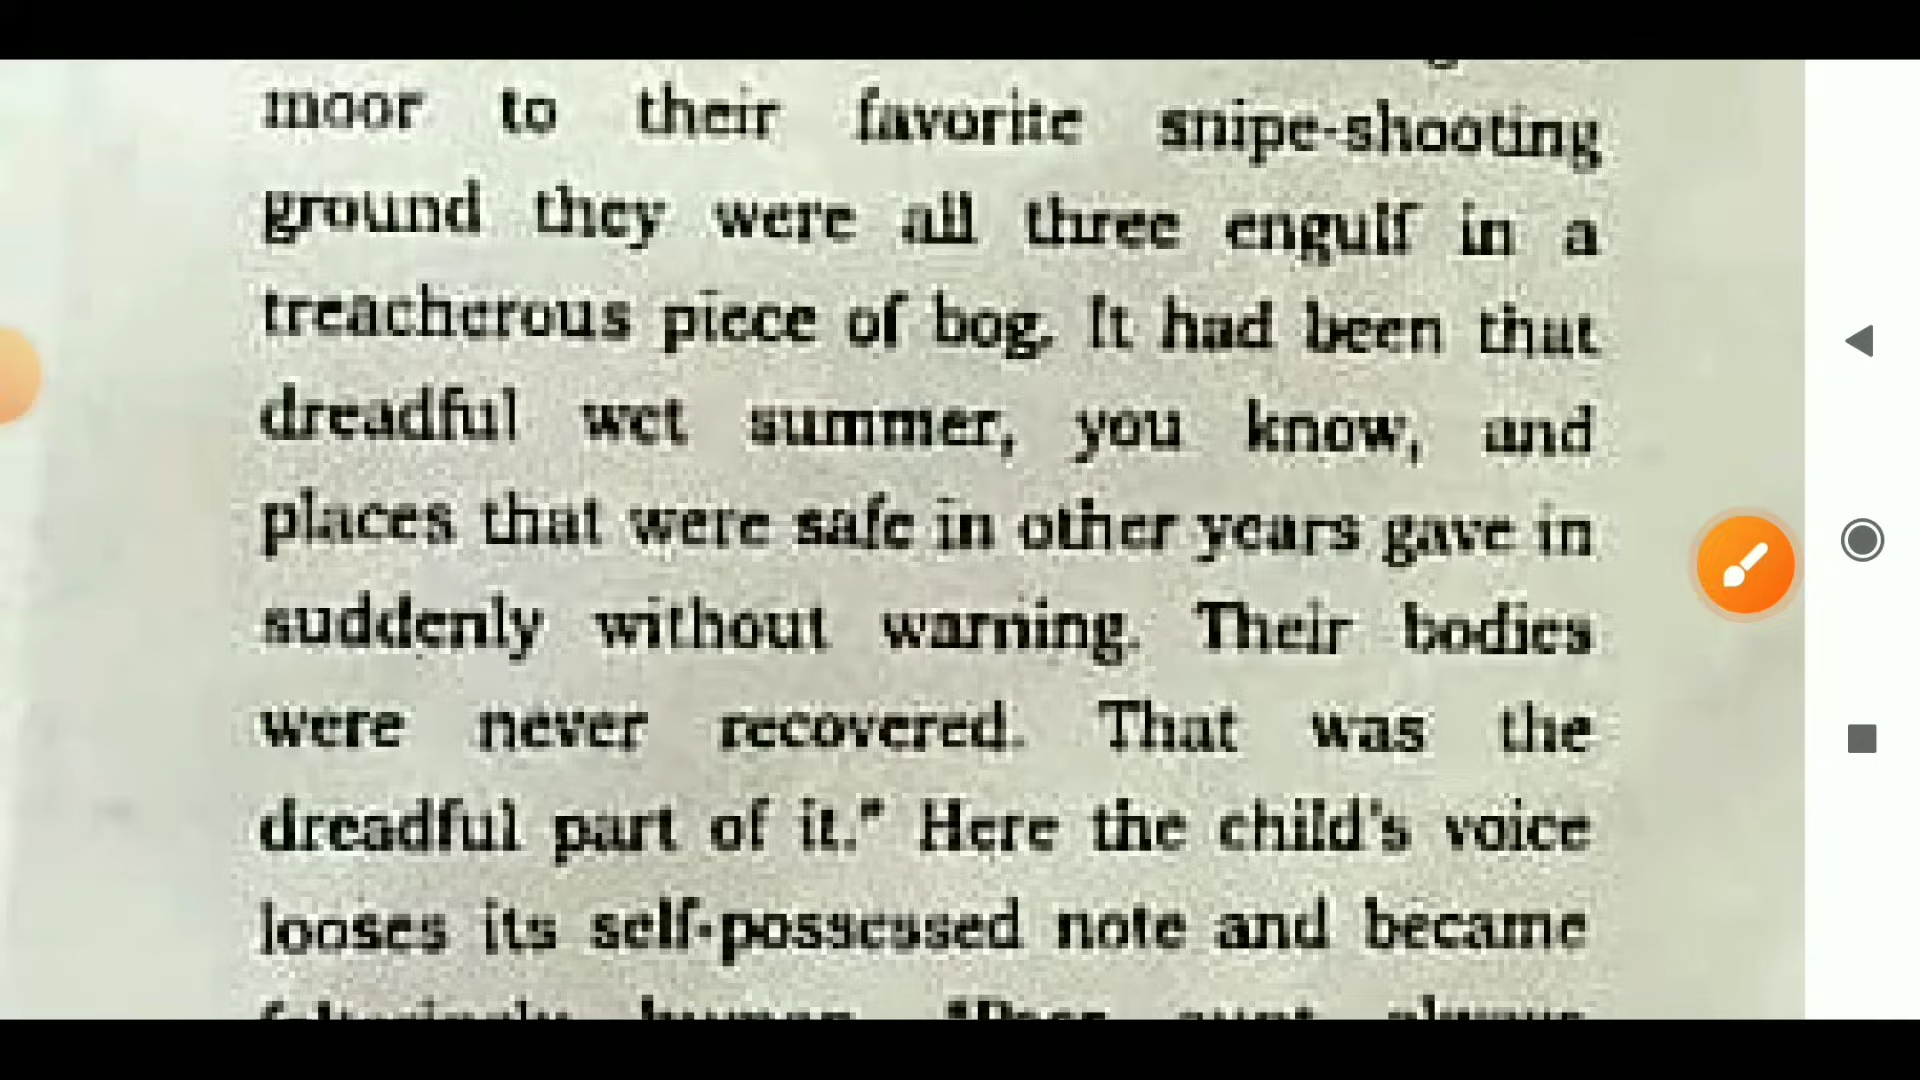 moor to their favorite snipe-shooting
ground they were all three engulf in a
treacherous piece of bog. It had been that
dreadful wet summer, you know, and
places that were safe in other years gave in
suddenly without warning. Their bodies
were never recovered. That was the
dreadful part of it." Here the child's voice
looses its self-possessed note and became